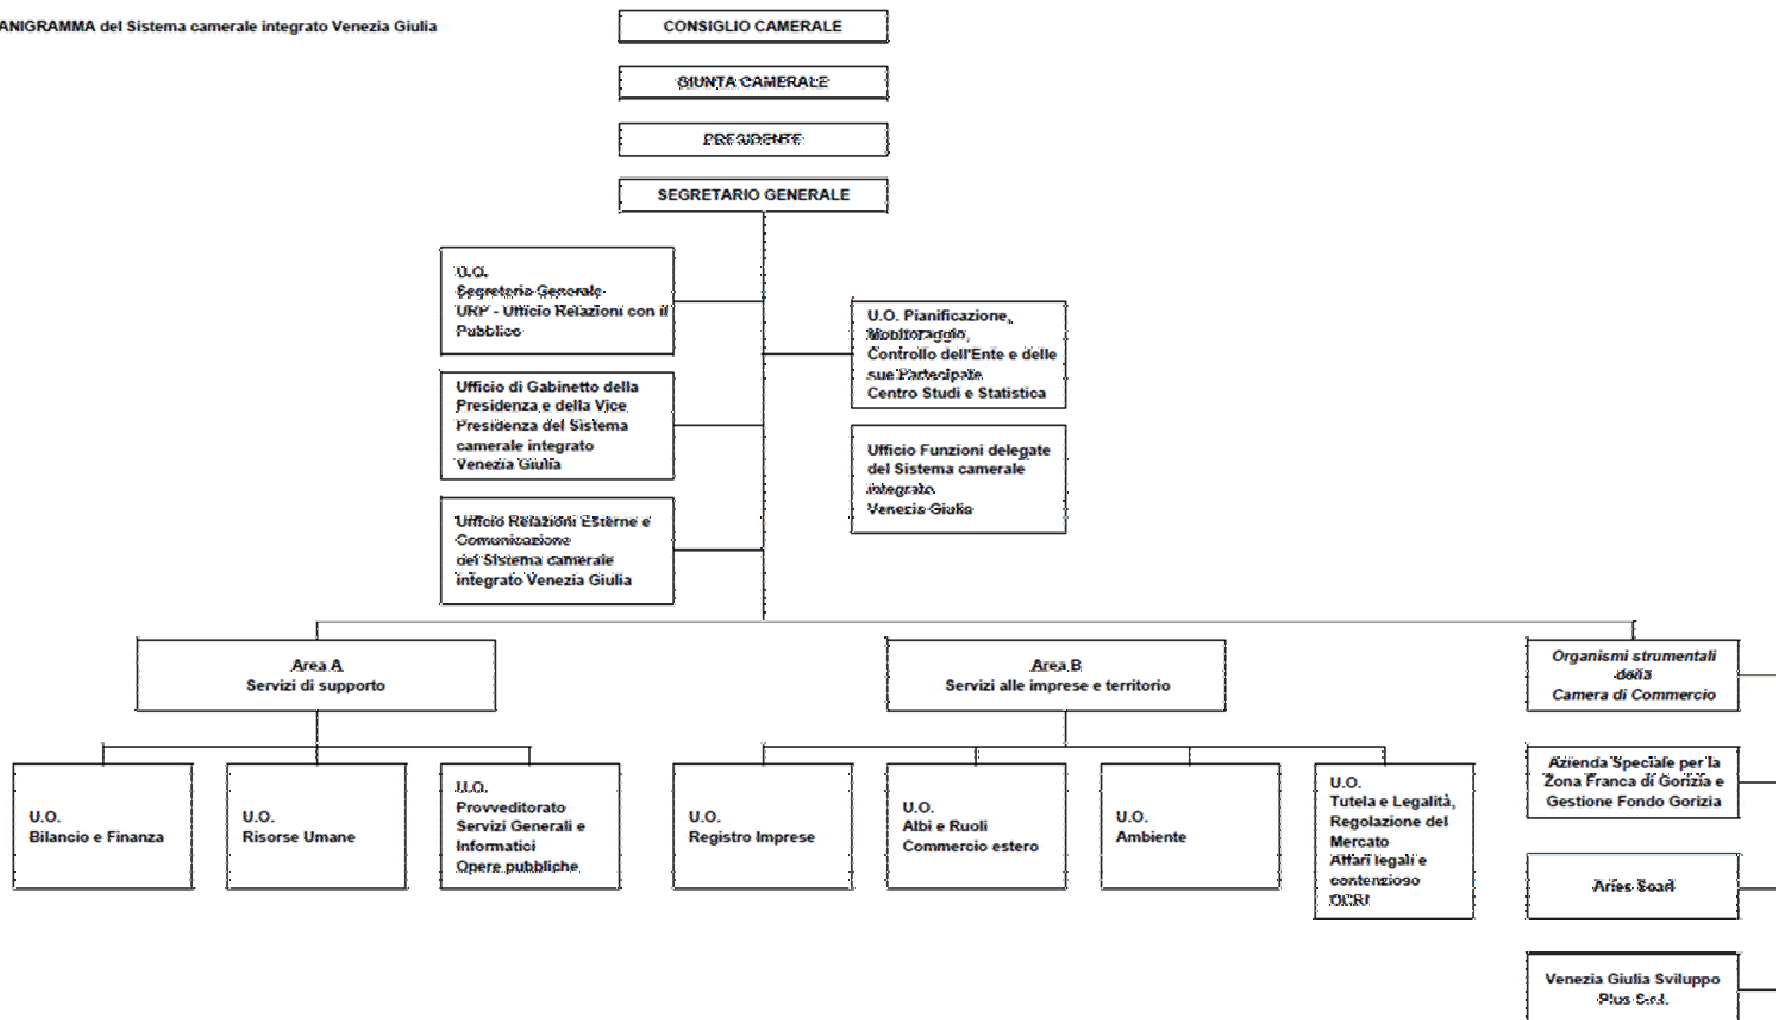 ANIGRAMMA del Sistema camerale integrato Venezia Giulia
CONSIGLIO CAMERALE
GIUNTA CAMERALE
PRESIDENTE
SEGRETARIO GENERALE
U.O.
Segreteria Generale
URP - Ufficio Relazioni con il
Pubblico
U.O. Pianificazione,
Monitoraggio,
Controllo dell'Ente e delle
sue Partecipate
Centro Studi e Statistica
Ufficio di Gabinetto della
Presidenza e della Vice
Presidenza del Sistema
camerale integrato
Venezia Giulia
Ufficio Funzioni delegate
del Sistema camerale
integrato
Venezia Giulia
Ufficio Relazioni Esterne e
Comunicazione
del Sistema camerale
integrato Venezia Giulia
Area A
Servizi di supporto
Area B
Servizi alle imprese e territorio
Organismi strumentali
della
Camera di Commercio
U.O.
Bilancio e Finanza
U.O.
Risorse Umane
U.O.
Provveditorato
Servizi Generali e
Informatici
Opere pubbliche
U.O.
Registro Imprese
U.O.
Albi e Ruoli
Commercio estero
U.O.
Ambiente
U.O.
Tutela e Legalità,
Regolazione del
Mercato
Affari legali e
contenzioso
OCRI
Azienda Speciale per la
Zona Franca di Gorizia e
Gestione Fondo Gorizia
Aries Scarl
Venezia Giulia Sviluppo
Plus S.r.l.